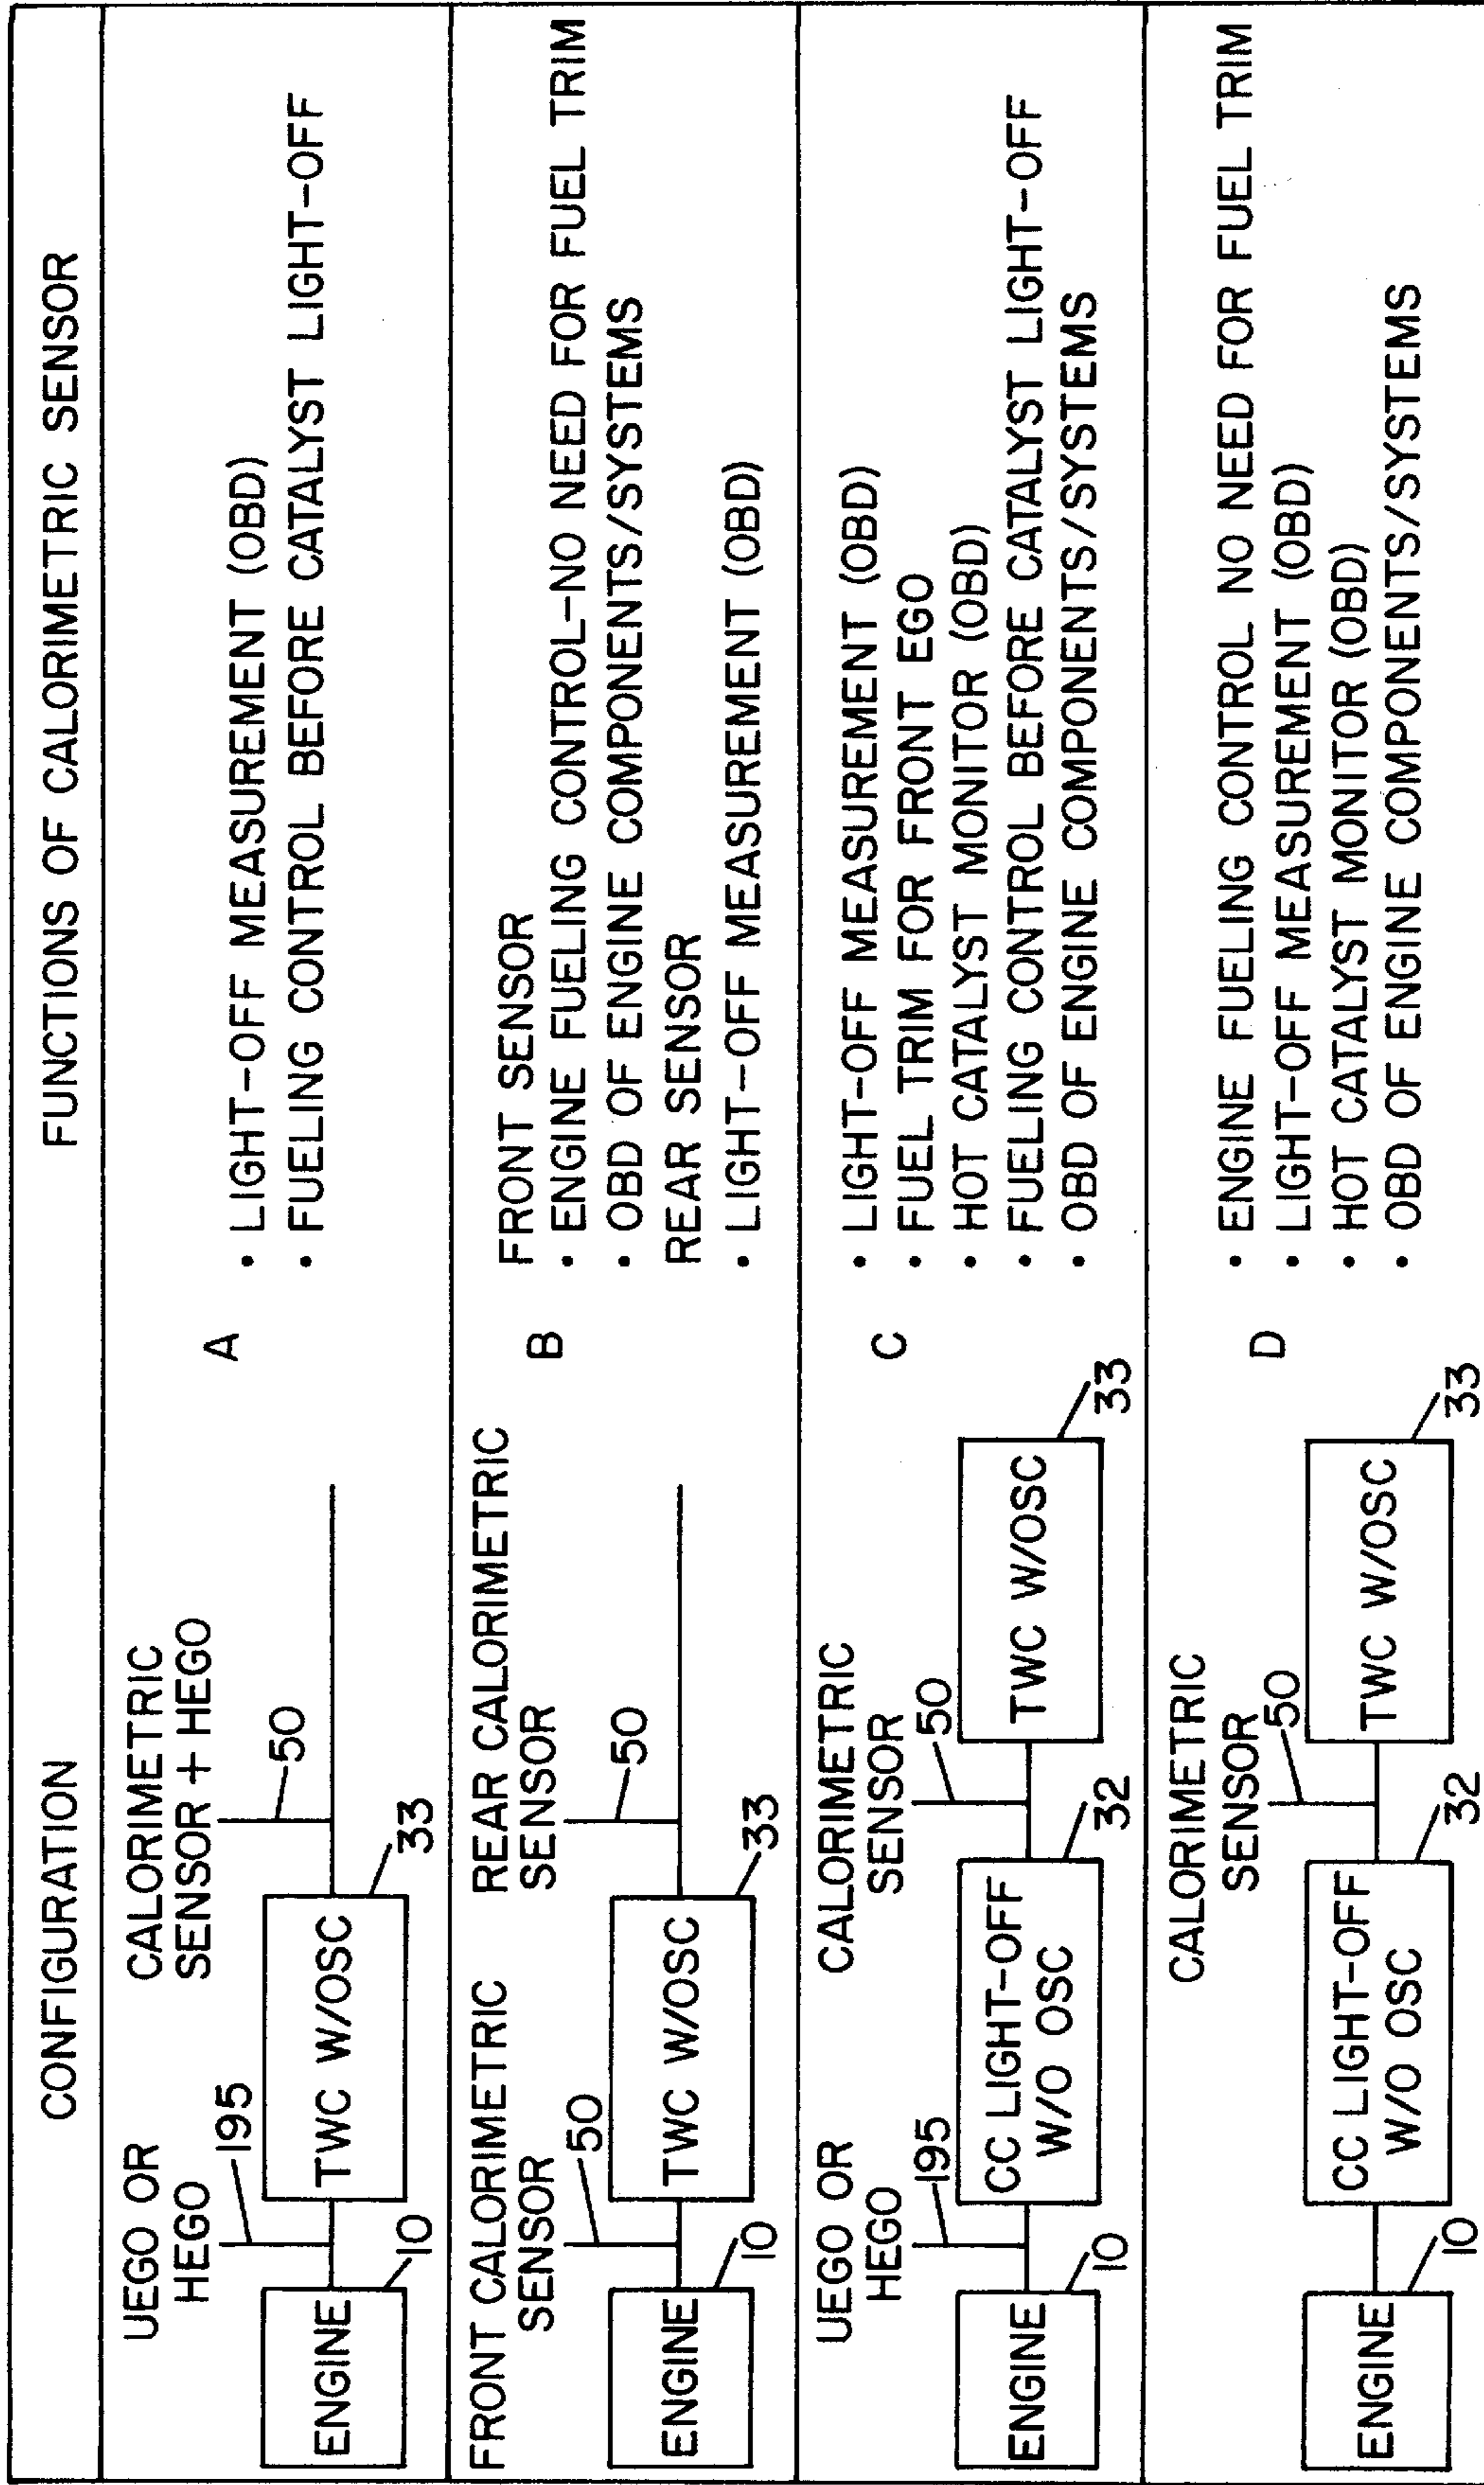 CONFIGURATION
FUNCTIONS OF CALORIMETRIC SENSOR
UEGO OR
HEGO
195
CALORIMETRIC
SENSOR + HEGO
50
ENGINE
10
TWC W/OSC
33
A
• LIGHT-OFF MEASUREMENT (OBD)
• FUELING CONTROL BEFORE CATALYST LIGHT-OFF
FRONT CALORIMETRIC
SENSOR
50
REAR CALORIMETRIC
SENSOR
50
ENGINE
10
TWC W/OSC
33
B
FRONT SENSOR
• ENGINE FUELING CONTROL-NO NEED FOR FUEL TRIM
• OBD OF ENGINE COMPONENTS/SYSTEMS
REAR SENSOR
• LIGHT-OFF MEASUREMENT (OBD)
UEGO OR
HEGO
195
CALORIMETRIC
SENSOR
50
ENGINE
10
CC LIGHT-OFF
W/O OSC
32
TWC W/OSC
33
C
• LIGHT-OFF MEASUREMENT (OBD)
• FUEL TRIM FOR FRONT EGO
• HOT CATALYST MONITOR (OBD)
• FUELING CONTROL BEFORE CATALYST LIGHT-OFF
• OBD OF ENGINE COMPONENTS/SYSTEMS
CALORIMETRIC
SENSOR
50
ENGINE
10
CC LIGHT-OFF
W/O OSC
32
TWC W/OSC
33
D
• ENGINE FUELING CONTROL NO NEED FOR FUEL TRIM
• LIGHT-OFF MEASUREMENT (OBD)
• HOT CATALYST MONITOR (OBD)
• OBD OF ENGINE COMPONENTS/SYSTEMS